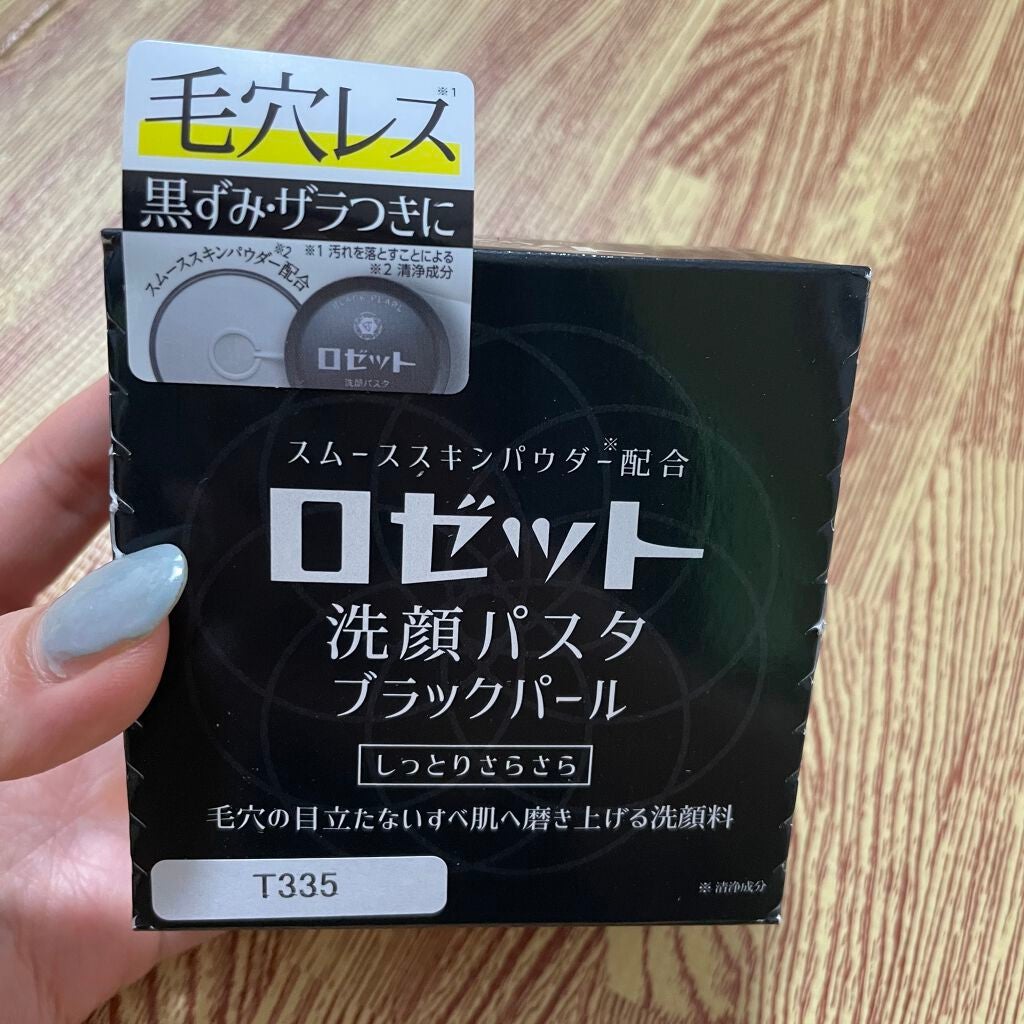 毛穴レス※1
黒ずみ・ザラつきに
スムーススキンパウダー※2配合
※1 汚れを落とすことによる
※2 清浄成分
BLACK PEARL
ロゼット
洗顔パスタ
スムーススキンパウダー※配合
ロゼット
洗顔パスタ
ブラックパール
しっとりさらさら
毛穴の目立たないすべ肌へ磨き上げる洗顔料
T335
※ 清浄成分